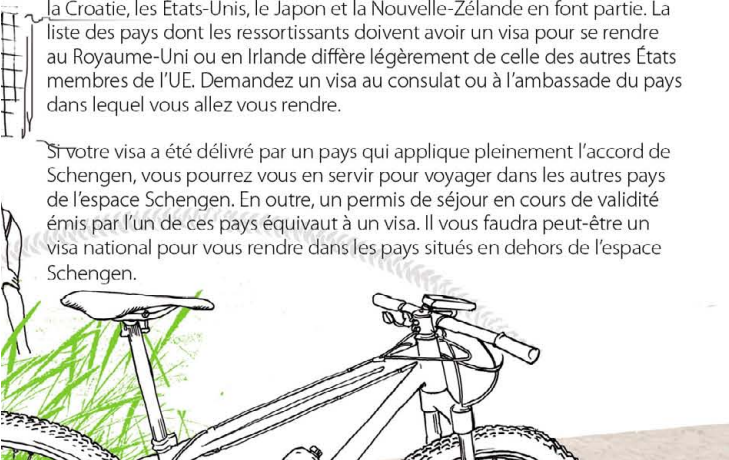 la Croatie, les États-Unis, le Japon et la Nouvelle-Zélande en font partie. La
liste des pays dont les ressortissants doivent avoir un visa pour se rendre
au Royaume-Uni ou en Irlande diffère légèrement de celle des autres États
membres de l’UE. Demandez un visa au consulat ou à l’ambassade du pays
dans lequel vous allez vous rendre.
Si votre visa a été délivré par un pays qui applique pleinement l’accord de
Schengen, vous pourrez vous en servir pour voyager dans les autres pays
de l’espace Schengen. En outre, un permis de séjour en cours de validité
émis par l’un de ces pays équivaut à un visa. Il vous faudra peut-être un
visa national pour vous rendre dans les pays situés en dehors de l’espace
Schengen.